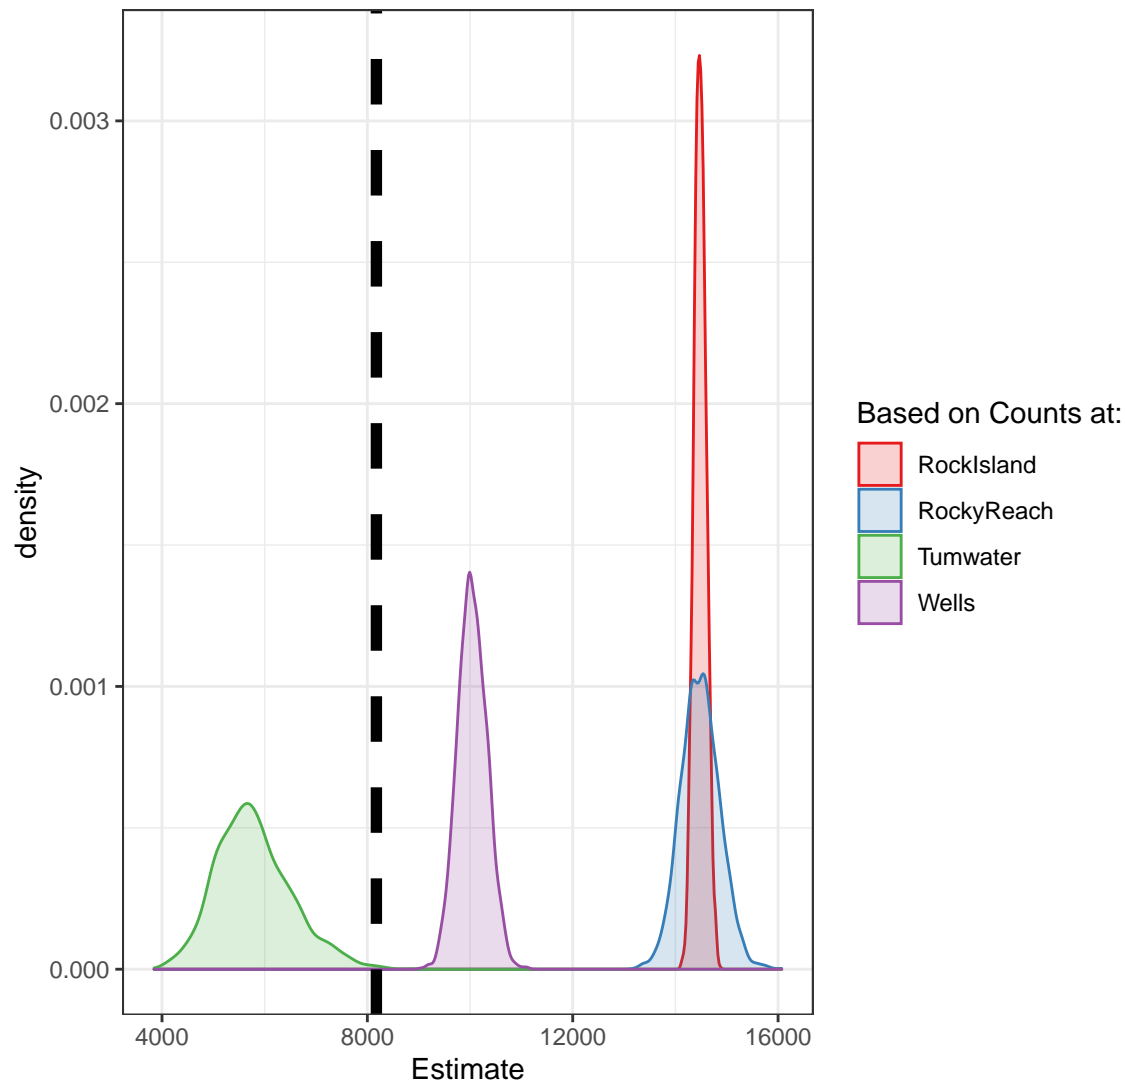 0.003
0.002
0.001
0.000
density
4000
8000
12000
16000
Estimate
Based on Counts at:
RockIsland
RockyReach
Tumwater
Wells